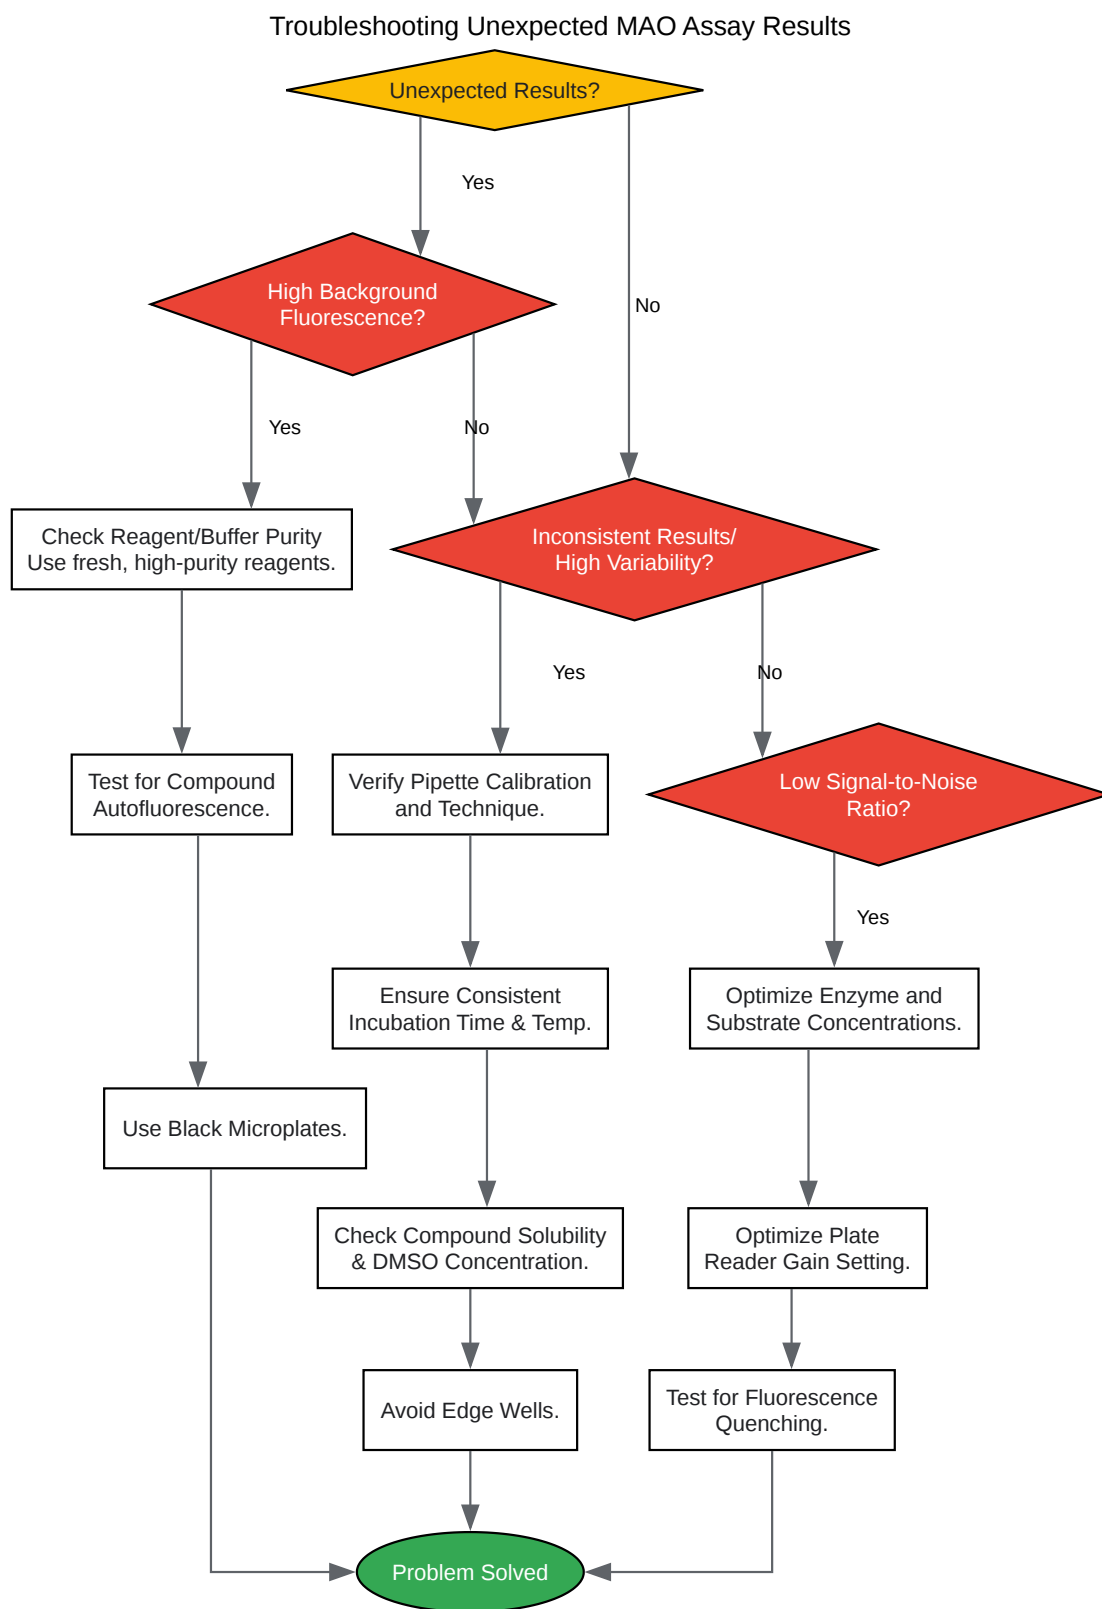 Troubleshooting Unexpected MAO Assay Results
Unexpected Results?
Yes
No
High Background
Fluorescence?
Yes
No
Check Reagent/Buffer Purity
Use fresh, high-purity reagents.
Inconsistent Results/
High Variability?
Yes
No
Test for Compound
Autofluorescence.
Verify Pipette Calibration
and Technique.
Low Signal-to-Noise
Ratio?
Yes
Ensure Consistent
Incubation Time & Temp.
Optimize Enzyme and
Substrate Concentrations.
Use Black Microplates.
Check Compound Solubility
& DMSO Concentration.
Optimize Plate
Reader Gain Setting.
Avoid Edge Wells.
Test for Fluorescence
Quenching.
Problem Solved